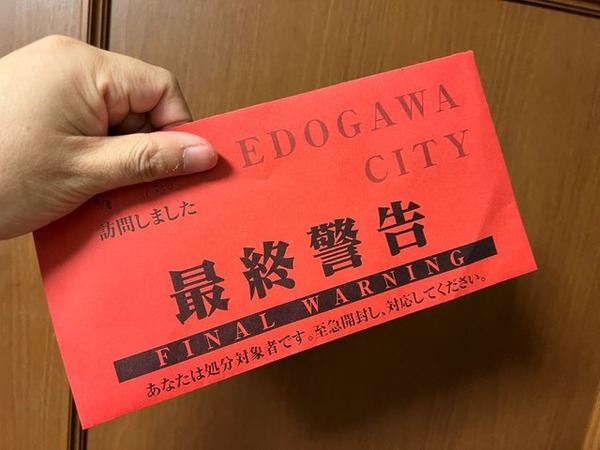 EDOGAWA
CITY
訪問しました
最終警告
FINAL WARNING
あなたは処分対象者です。至急開封し、対応してください。